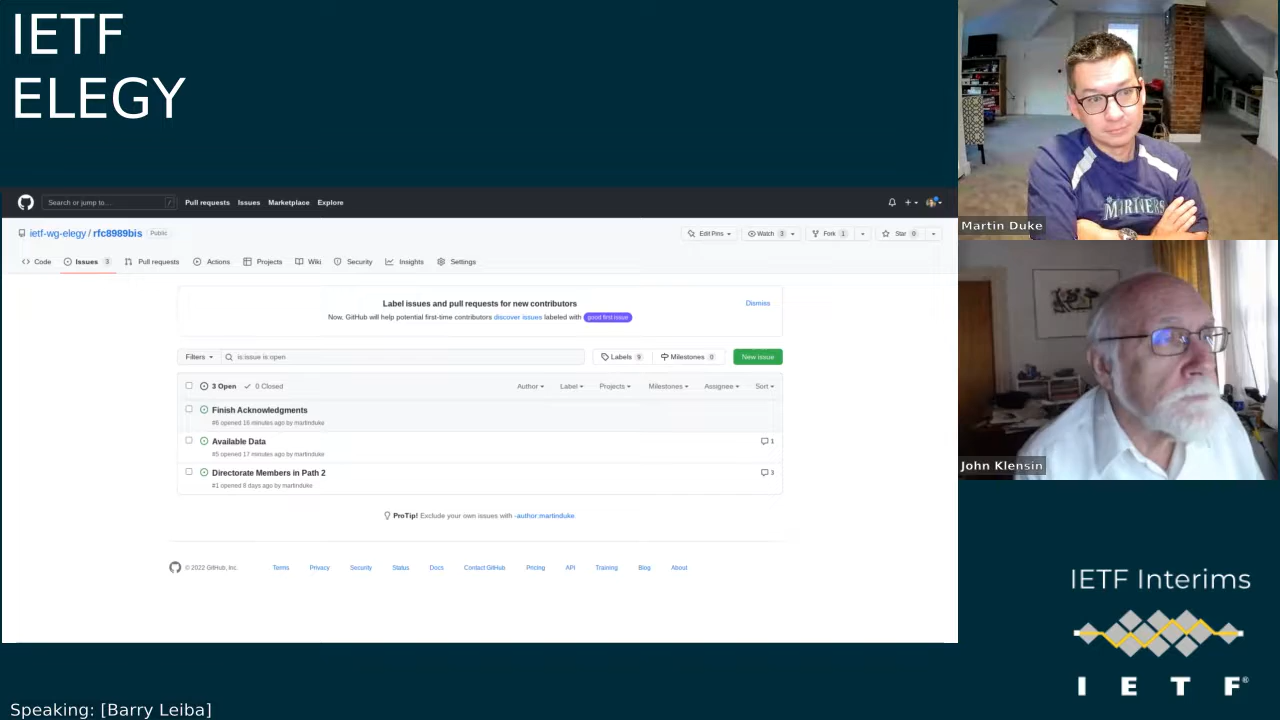 IETF
ELEGY
Search or jump to...
/
Pull requests Issues Marketplace Explore
ietf-wg-elegy / rfc8989bis Public
Edit Pins Watch 3 Fork 1 Star 0
Code Issues 3 Pull requests Actions Projects Wiki Security Insights Settings
Label issues and pull requests for new contributors
Dismiss
Now, GitHub will help potential first-time contributors discover issues labeled with good first issue
Filters is:issue is:open Labels 9 Milestones 0 New issue
3 Open 0 Closed Author Label Projects Milestones Assignee Sort
Finish Acknowledgments
#6 opened 16 minutes ago by martinduke
Available Data 1
#5 opened 17 minutes ago by martinduke
Directorate Members in Path 2 3
#1 opened 8 days ago by martinduke
ProTip! Exclude your own issues with -author:martinduke.
© 2022 GitHub, Inc. Terms Privacy Security Status Docs Contact GitHub Pricing API Training Blog About
MARINERS
Martin Duke
John Klensin
IETF Interims
I E T F®
Speaking: [Barry Leiba]